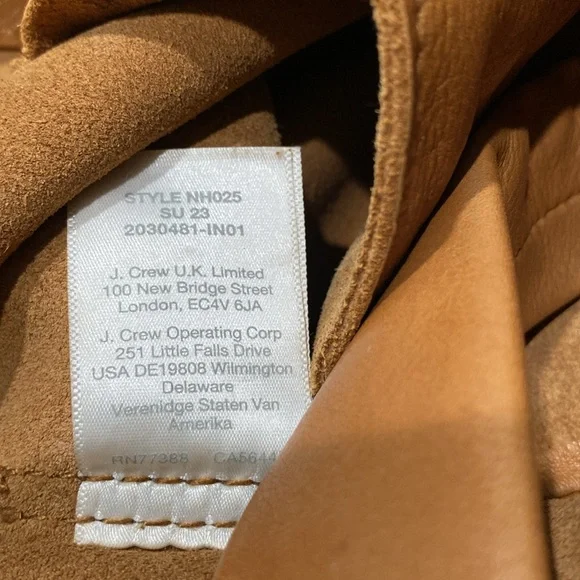 STYLE NH025
SU 23
2030481-IN01
J. Crew U.K. Limited
100 New Bridge Street
London, EC4V 6JA
J. Crew Operating Corp
251 Little Falls Drive
USA DE19808 Wilmington
Delaware
Verenidge Staten Van
Amerika
RN77388 CA5644